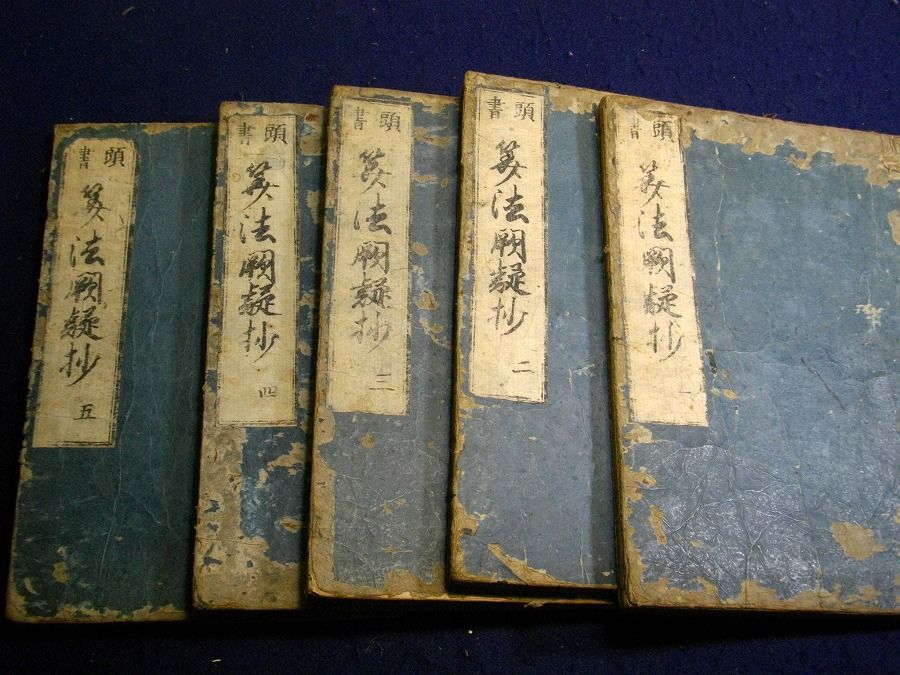 頭書
筭法闕疑抄 一
頭書
筭法闕疑抄 二
頭書
筭法闕疑抄 三
頭書
筭法闕疑抄 四
頭書
筭法闕疑抄 五